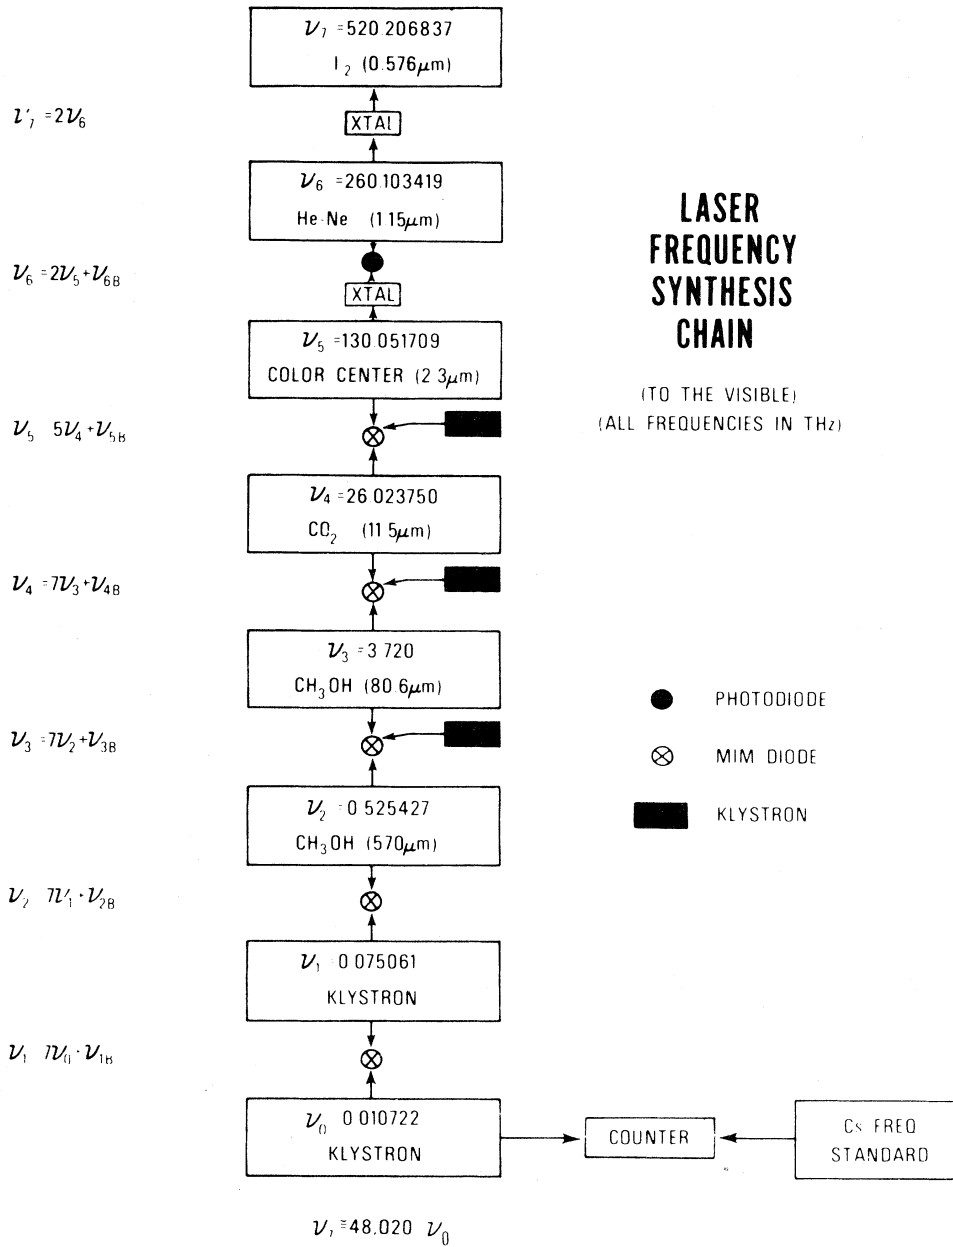 ν7 = 520.206837
I2 (0.576μm)
ν7 = 2ν6
XTAL
ν6 = 260.103419
He-Ne (1.15μm)
ν6 = 2ν5 + ν6B
XTAL
ν5 = 130.051709
COLOR CENTER (2.3μm)
ν5 5ν4 + ν5B
ν4 = 26.023750
CO2 (11.5μm)
ν4 = 7ν3 + ν4B
ν3 = 3.720
CH3OH (80.6μm)
ν3 = 7ν2 + ν3B
ν2 = 0.525427
CH3OH (570μm)
ν2 7ν1 · ν2B
ν1 = 0.075061
KLYSTRON
ν1 7ν0 · ν1B
ν0 0.010722
KLYSTRON
COUNTER
Cs FREQ
STANDARD
ν7 ≅ 48,020 ν0
LASER
FREQUENCY
SYNTHESIS
CHAIN
(TO THE VISIBLE)
(ALL FREQUENCIES IN THz)
PHOTODIODE
MIM DIODE
KLYSTRON